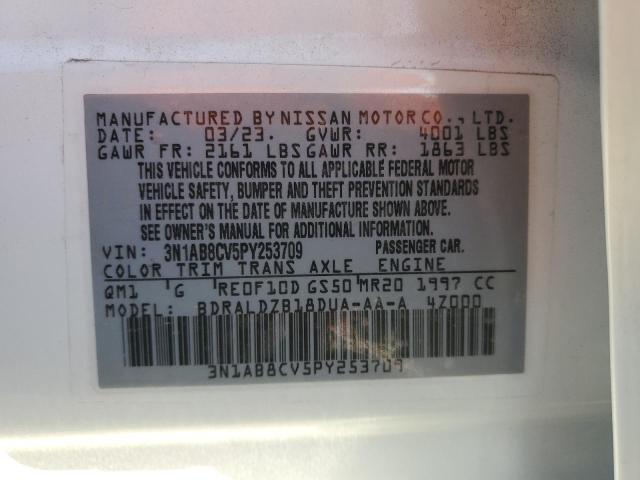 MANUFACTURED BY NISSAN MOTOR CO., LTD.
DATE: 03/23. GVWR: 4001 LBS
GAWR FR: 2161 LBS GAWR RR: 1863 LBS
THIS VEHICLE CONFORMS TO ALL APPLICABLE FEDERAL MOTOR
VEHICLE SAFETY, BUMPER AND THEFT PREVENTION STANDARDS
IN EFFECT ON THE DATE OF MANUFACTURE SHOWN ABOVE.
SEE OWNER'S MANUAL FOR ADDITIONAL INFORMATION.
VIN: 3N1AB8CV5PY253709 PASSENGER CAR.
COLOR TRIM TRANS AXLE ENGINE
QM1 G RE0F10D GS50 MR20 1997 CC
MODEL: BDRALDZB18DUA-AA-A 4Z000
3N1AB8CV5PY253709